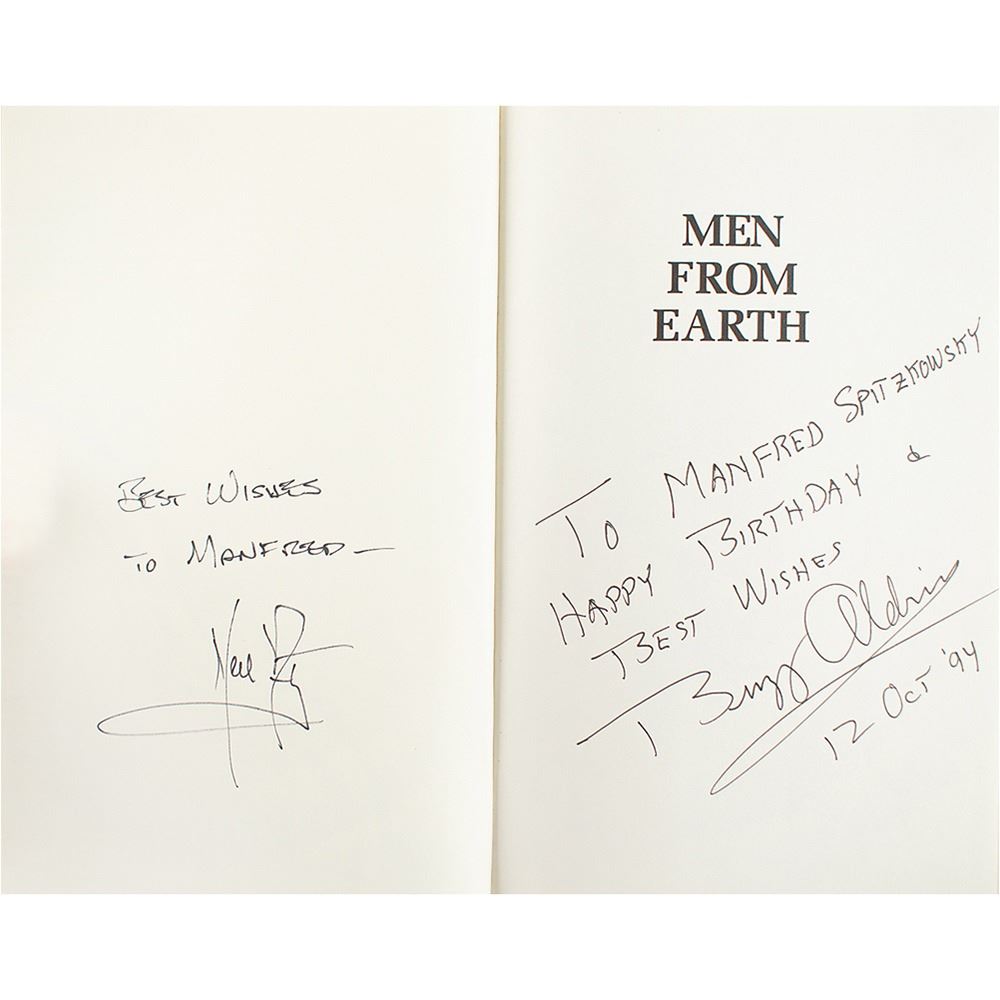 Best Wishes
to Manfred —
Neil
MEN
FROM
EARTH
To Manfred Spitzkowsky
Happy Birthday &
Best Wishes
Buzz Aldrin
12 Oct '94